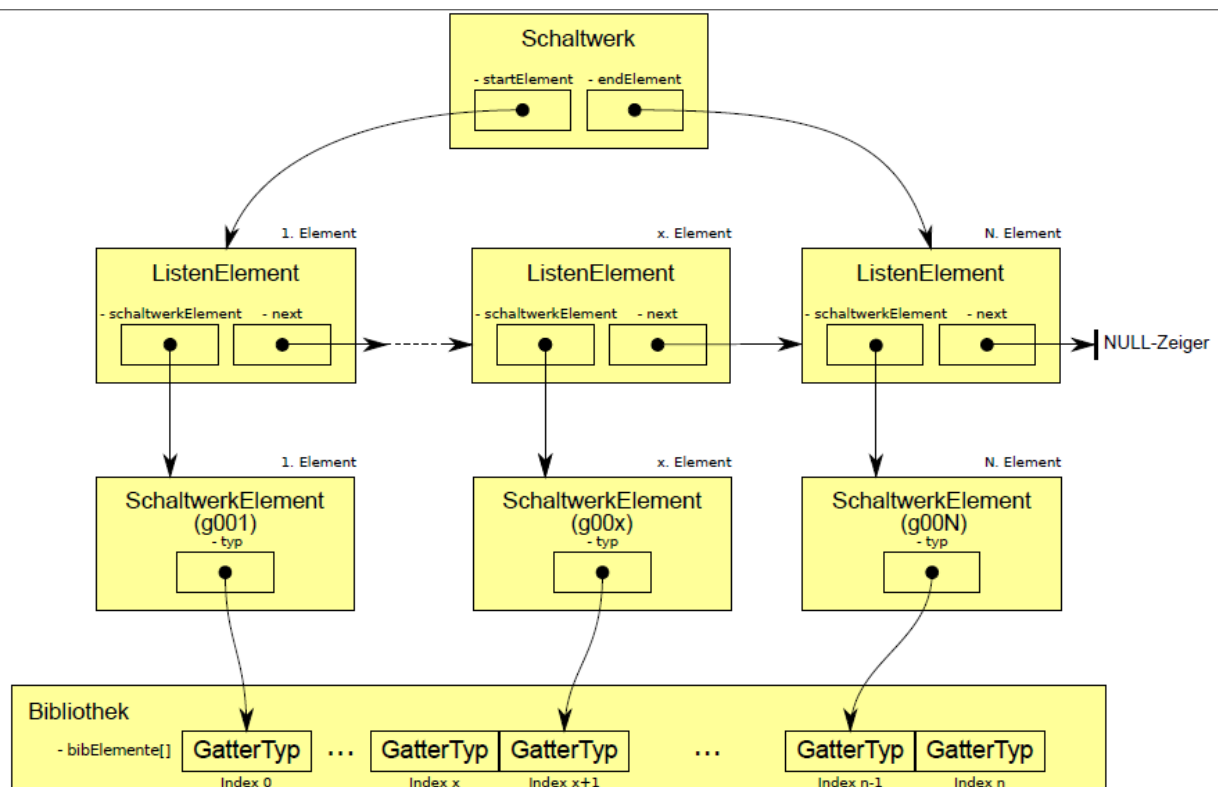 Schaltwerk
- startElement - endElement
1. Element x. Element N. Element
ListenElement ListenElement ListenElement
- schaltwerkElement - next - schaltwerkElement - next - schaltwerkElement - next
NULL-Zeiger
1. Element x. Element N. Element
SchaltwerkElement SchaltwerkElement SchaltwerkElement
(g001) (g00x) (g00N)
- typ - typ - typ
Bibliothek
- bibElemente[] GatterTyp ... GatterTyp GatterTyp ... GatterTyp GatterTyp
Index 0 Index x Index x+1 Index n-1 Index n